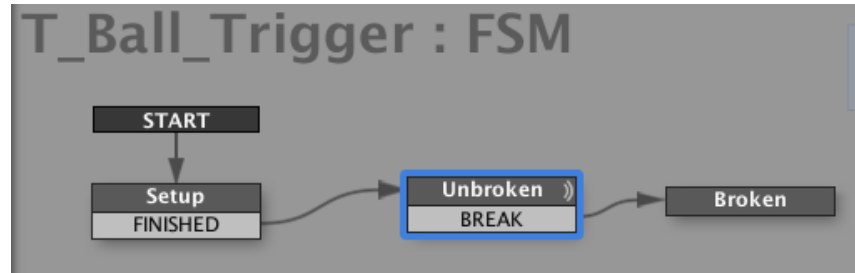 T_Ball_Trigger : FSM
START
Setup
FINISHED
Unbroken
BREAK
Broken